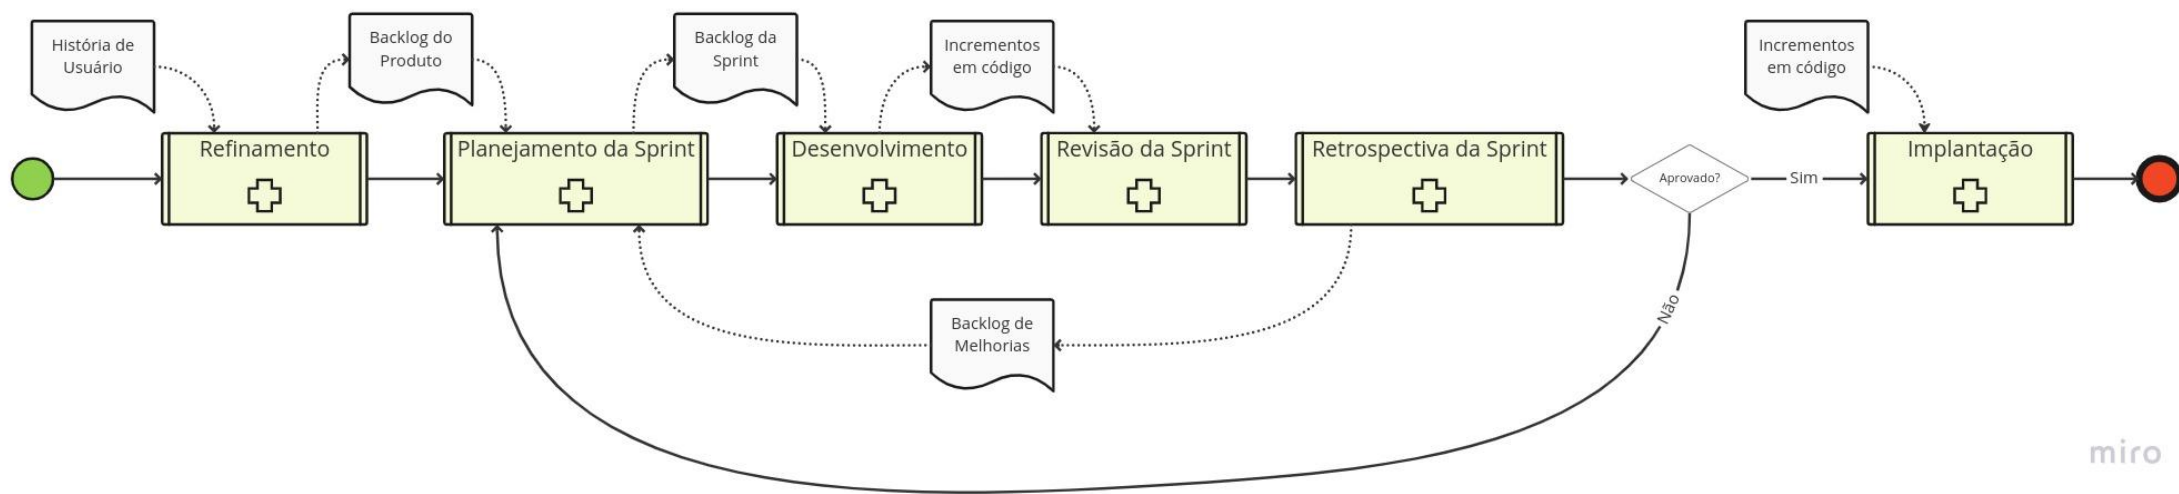 História de
Usuário
Backlog do
Produto
Backlog da
Sprint
Incrementos
em código
Incrementos
em código
Refinamento
Planejamento da Sprint
Desenvolvimento
Revisão da Sprint
Retrospectiva da Sprint
Aprovado?
Sim
Implantação
Não
Backlog de
Melhorias
miro